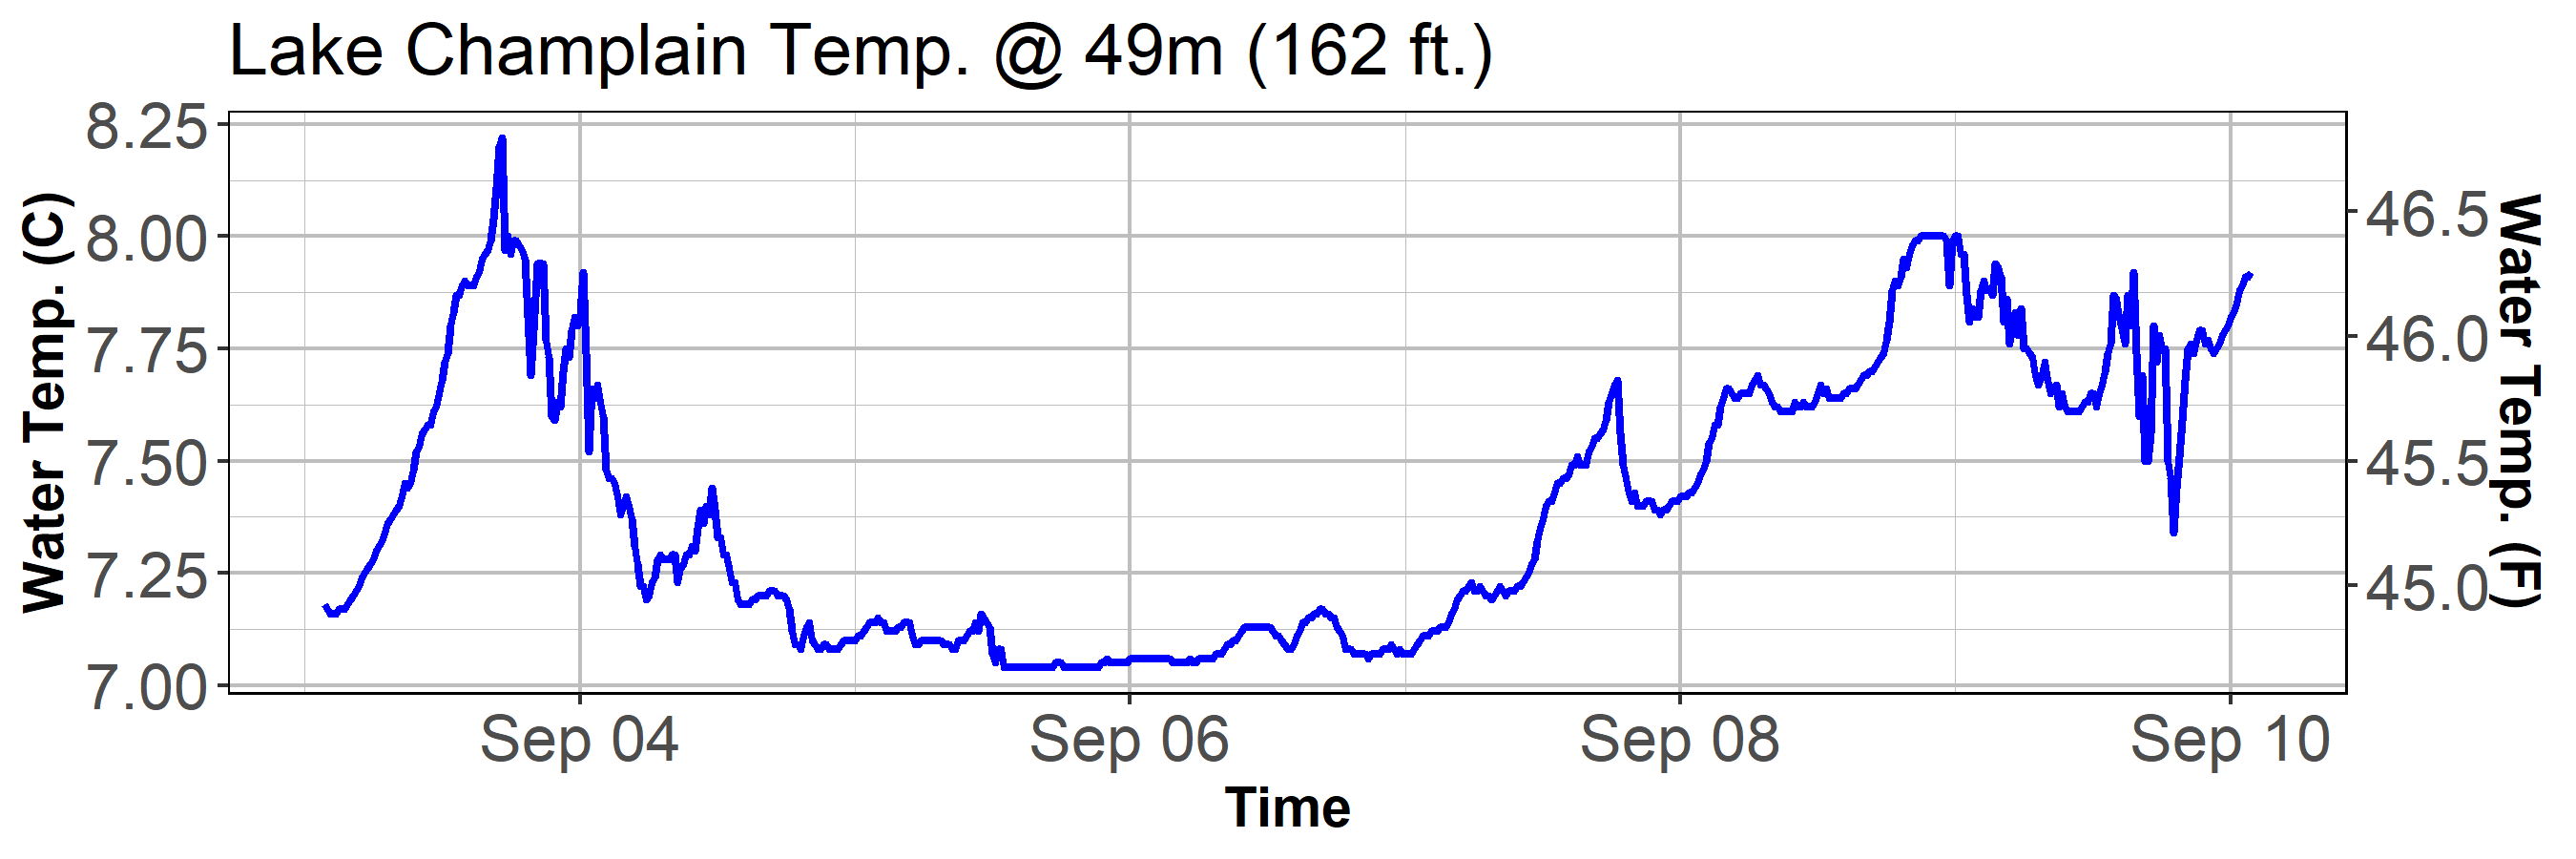 Lake Champlain Temp. @ 49m (162 ft.)
Water Temp. (C)
8.25
8.00
7.75
7.50
7.25
7.00
46.5
46.0
45.5
45.0
Water Temp. (F)
Sep 04
Sep 06
Sep 08
Sep 10
Time